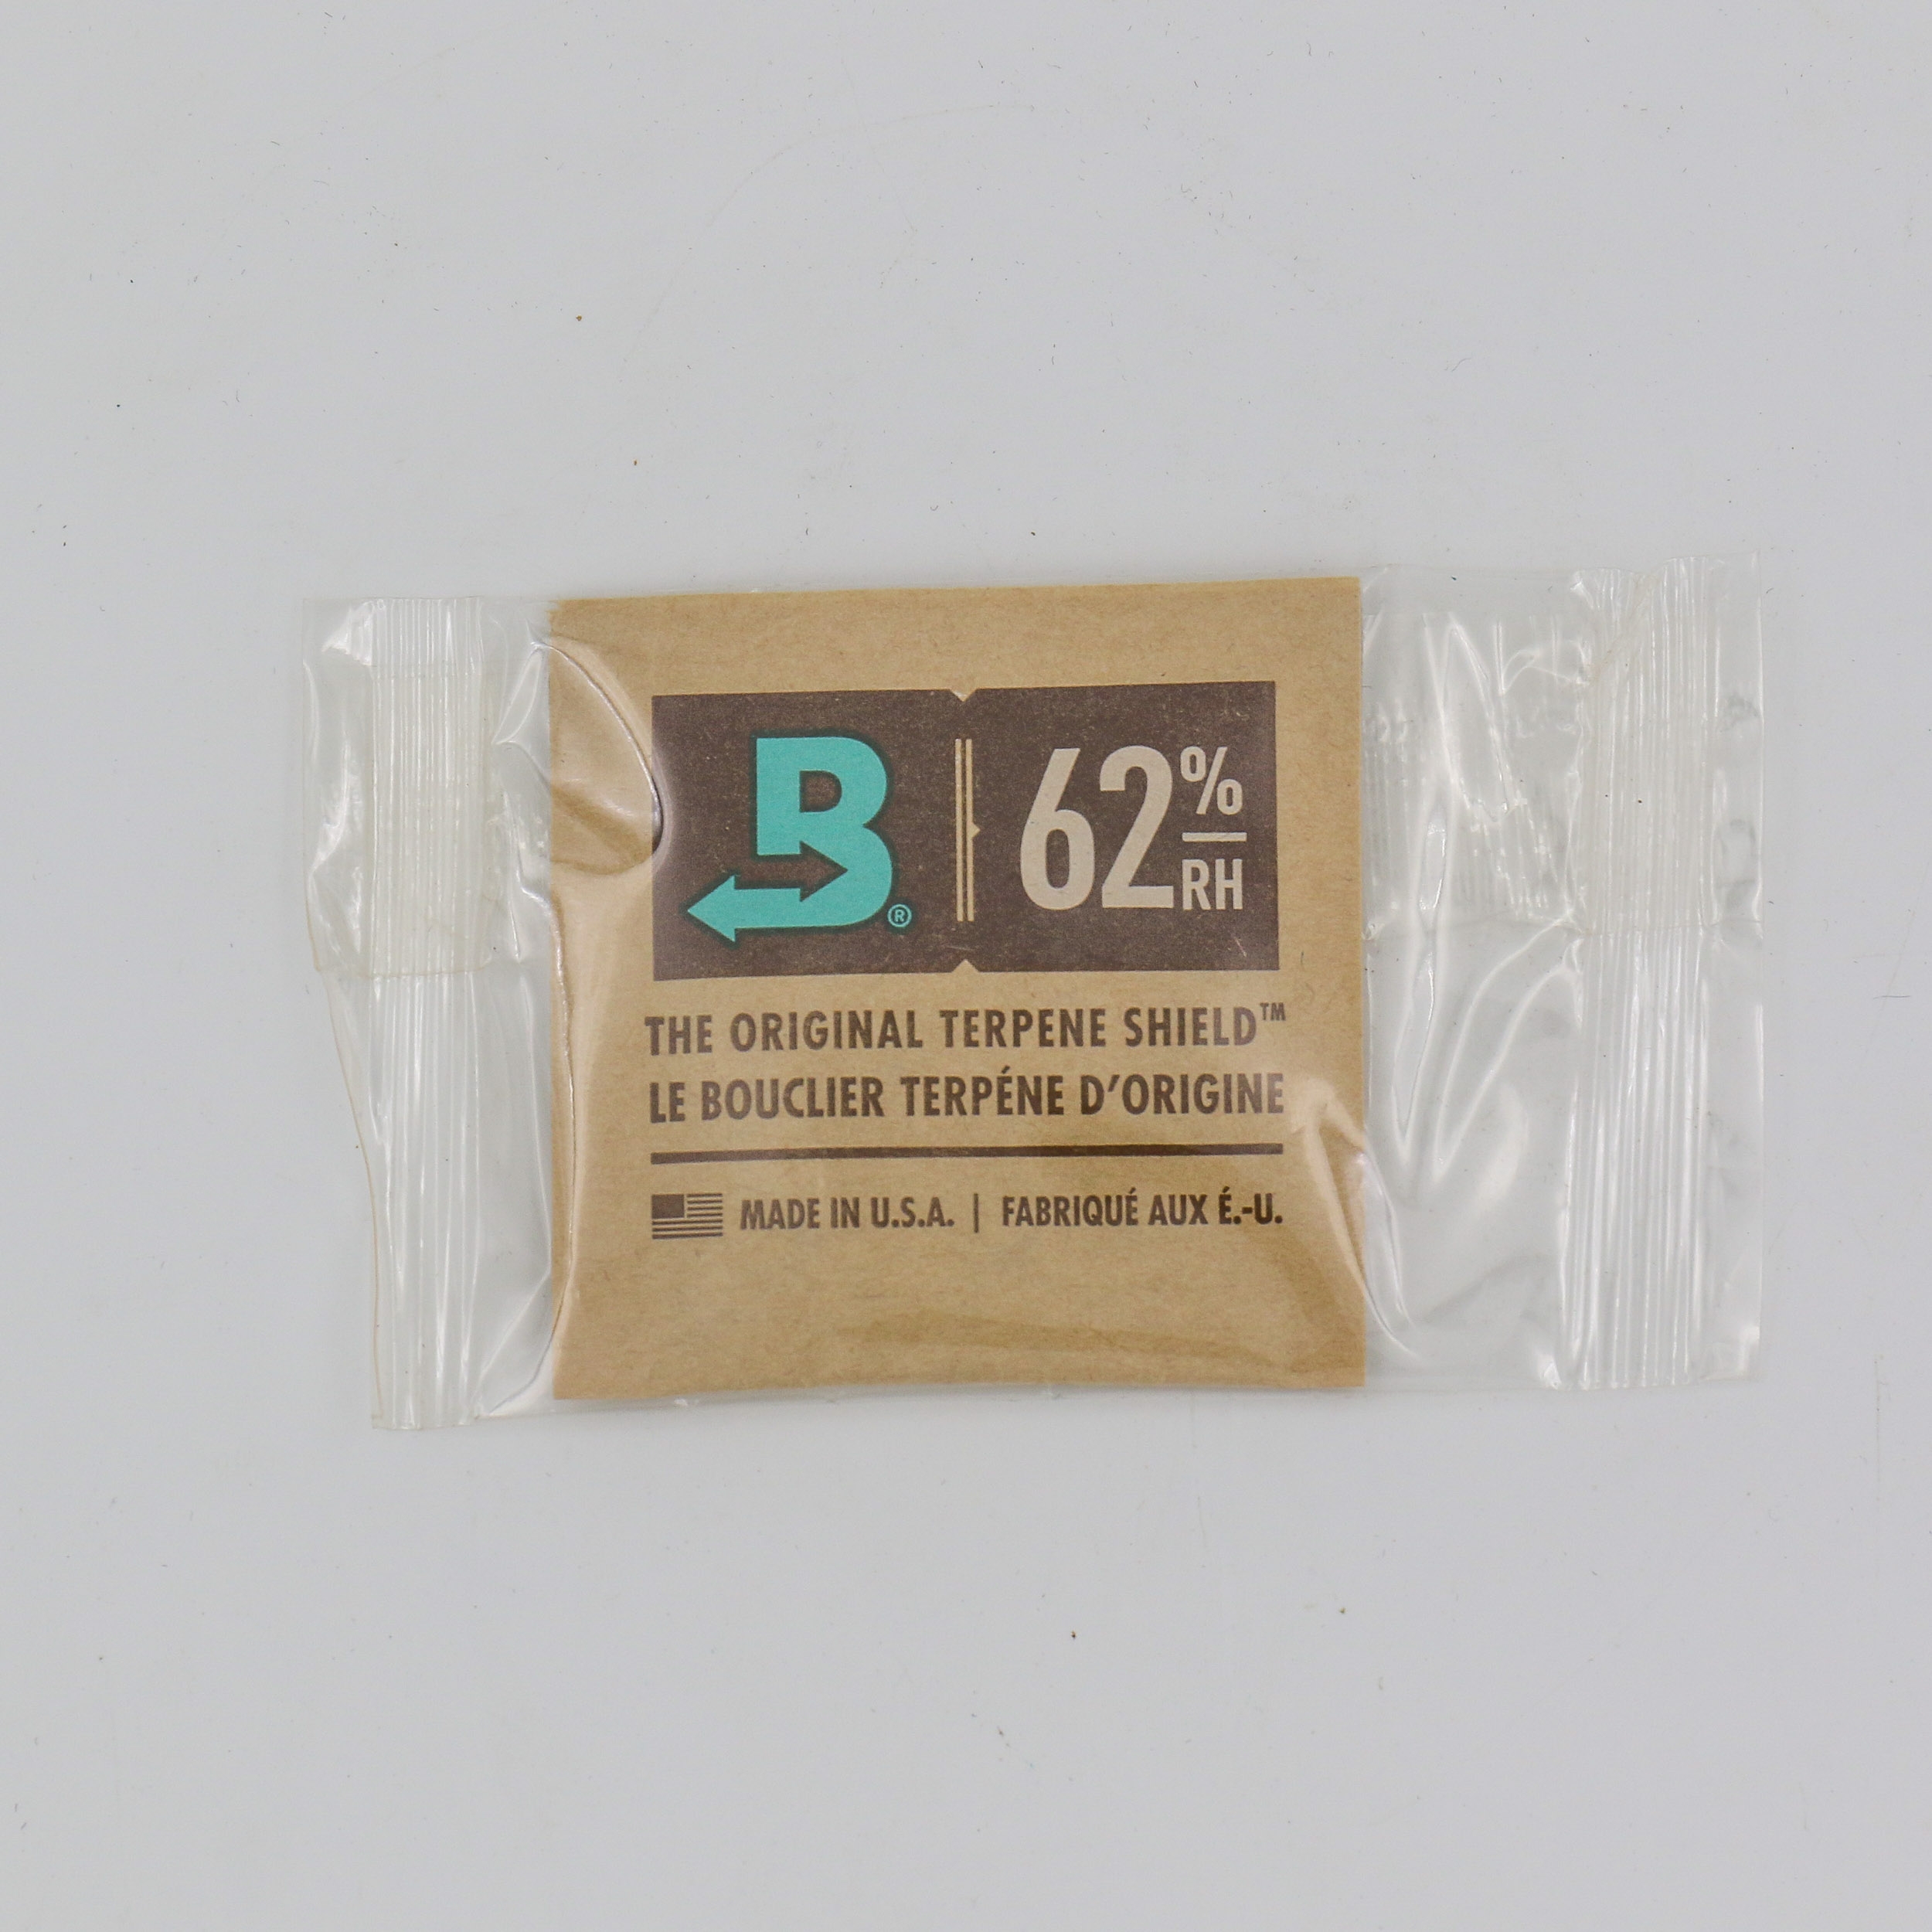 B® 62% RH
THE ORIGINAL TERPENE SHIELD™
LE BOUCLIER TERPÉNE D'ORIGINE
MADE IN U.S.A. | FABRIQUÉ AUX É.-U.